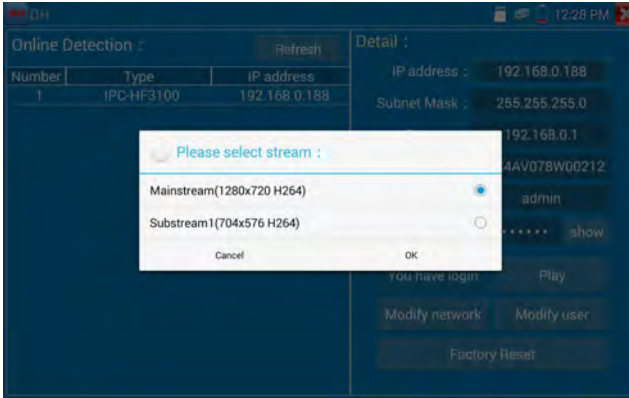 DH
12:28 PM
Online Detection :
Refresh
Number Type IP address
1 IPC-HF3100 192.168.0.188
Detail :
IP address : 192.168.0.188
Subnet Mask : 255.255.255.0
192.168.0.1
4AV078W00212
admin
show
You have login Play
Modify network Modify user
Factory Reset
Please select stream :
Mainstream(1280x720 H264)
Substream1(704x576 H264)
Cancel OK